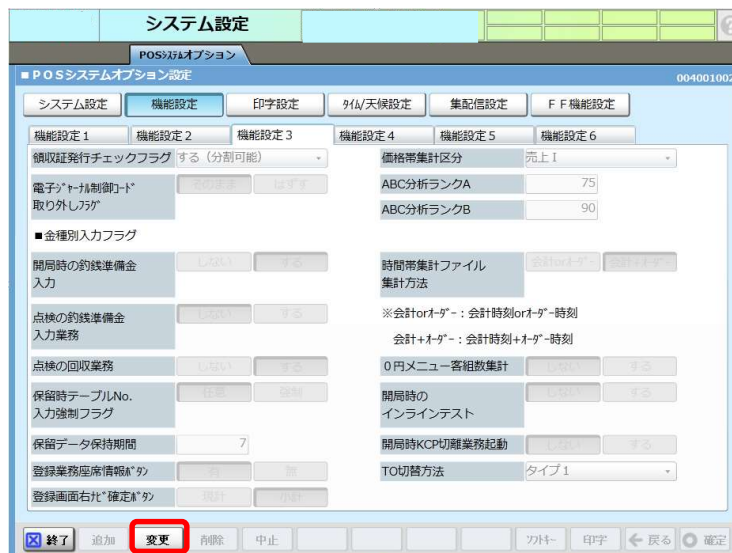 システム設定
POSｼｽﾃﾑオプション
■ＰＯＳシステムオプション設定
004001002
システム設定 機能設定 印字設定 ﾀｲﾑ/天候設定 集配信設定 ＦＦ機能設定
機能設定１ 機能設定２ 機能設定３ 機能設定４ 機能設定５ 機能設定６
領収証発行チェックフラグ する（分割可能） 価格帯集計区分 売上Ⅰ
電子ｼﾞｬｰﾅﾙ制御ｺｰﾄﾞ
取り外しﾌﾗｸﾞ
そのまま はずす
ABC分析ランクA 75
ABC分析ランクB 90
■金種別入力フラグ
開局時の釣銭準備金
入力
しない する
時間帯集計ファイル
集計方法
会計orｵｰﾀﾞｰ 会計+ｵｰﾀﾞｰ
点検の釣銭準備金
入力業務
しない する
※会計orｵｰﾀﾞｰ：会計時刻orｵｰﾀﾞｰ時刻
会計+ｵｰﾀﾞｰ：会計時刻+ｵｰﾀﾞｰ時刻
点検の回収業務 しない する ０円メニュー客組数集計 しない する
保留時テーブルNo.
入力強制フラグ
任意 強制
開局時の
インラインテスト
しない する
保留データ保持期間 7 開局時KCP切離業務起動 しない する
登録業務座席情報ﾎﾞﾀﾝ 有 無 TO切替方法 タイプ１
登録画面右ﾅﾋﾞ確定ﾎﾞﾀﾝ 現計 小計
終了 追加 変更 削除 中止 ｿﾌﾄｷｰ 印字 戻る 確定